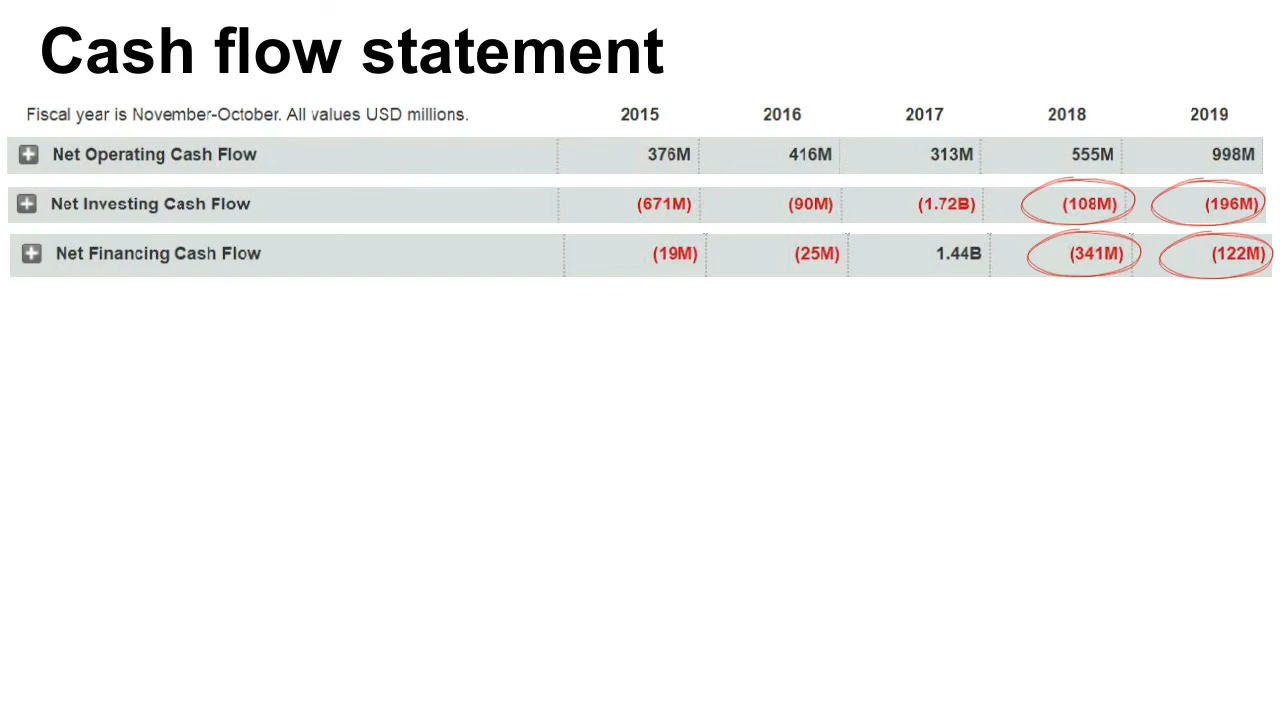 Cash flow statement
Fiscal year is November-October. All values USD millions. 2015 2016 2017 2018 2019
Net Operating Cash Flow 376M 416M 313M 555M 998M
Net Investing Cash Flow (671M) (90M) (1.72B) (108M) (196M)
Net Financing Cash Flow (19M) (25M) 1.44B (341M) (122M)